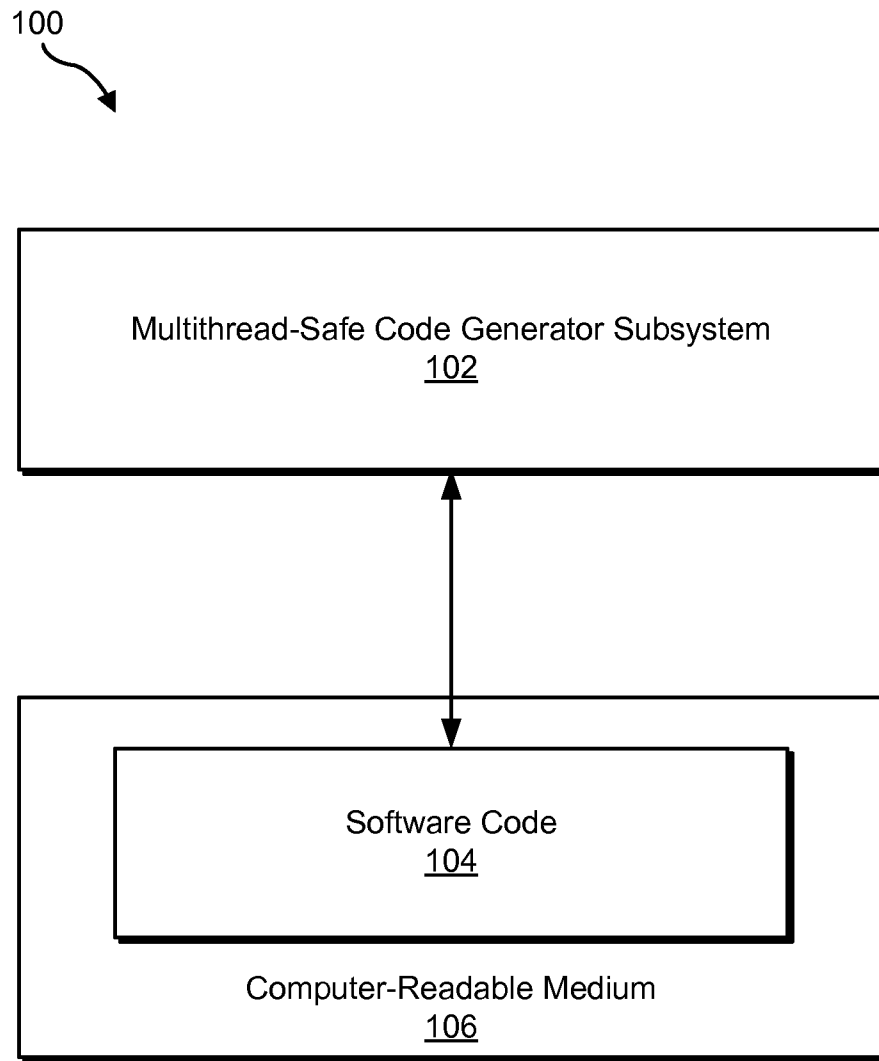 100
Multithread-Safe Code Generator Subsystem
102
Software Code
104
Computer-Readable Medium
106